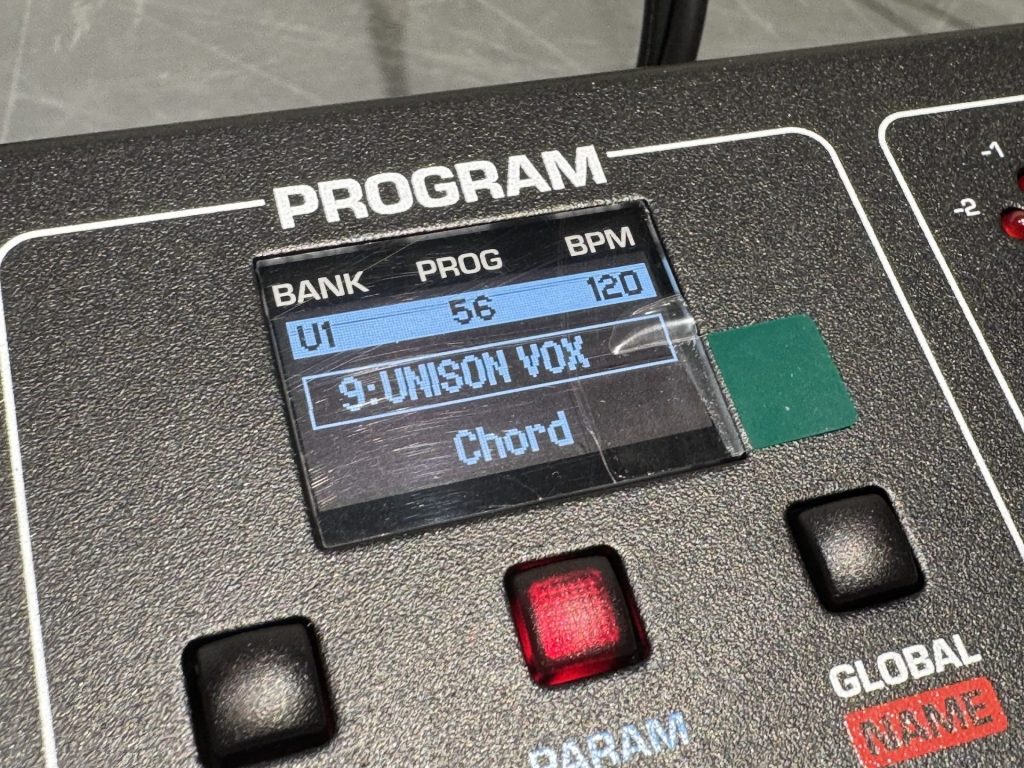 PROGRAM
BANK PROG BPM
U1 56 120
9:UNISON VOX
Chord
-1
-2
PARAM
GLOBAL
NAME